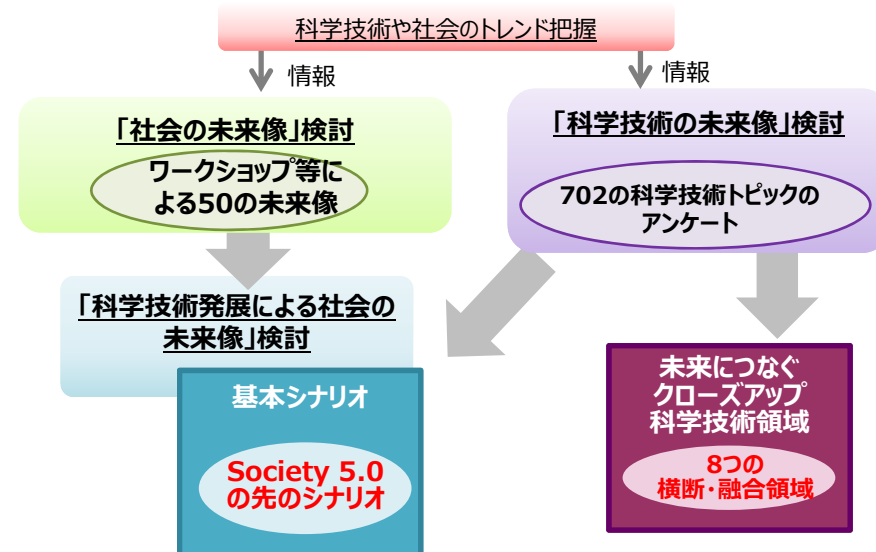 科学技術や社会のトレンド把握
情報
情報
「社会の未来像」検討
ワークショップ等に
よる50の未来像
「科学技術の未来像」検討
702の科学技術トピックの
アンケート
「科学技術発展による社会の
未来像」検討
基本シナリオ
Society 5.0
の先のシナリオ
未来につなぐ
クローズアップ
科学技術領域
8つの
横断・融合領域